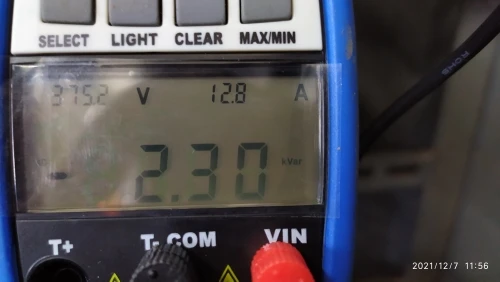 SELECT LIGHT CLEAR MAX/MIN
375.2 V 12.8 A
2.30 kVar
T+ T- COM VIN
2021/12/7 11:56